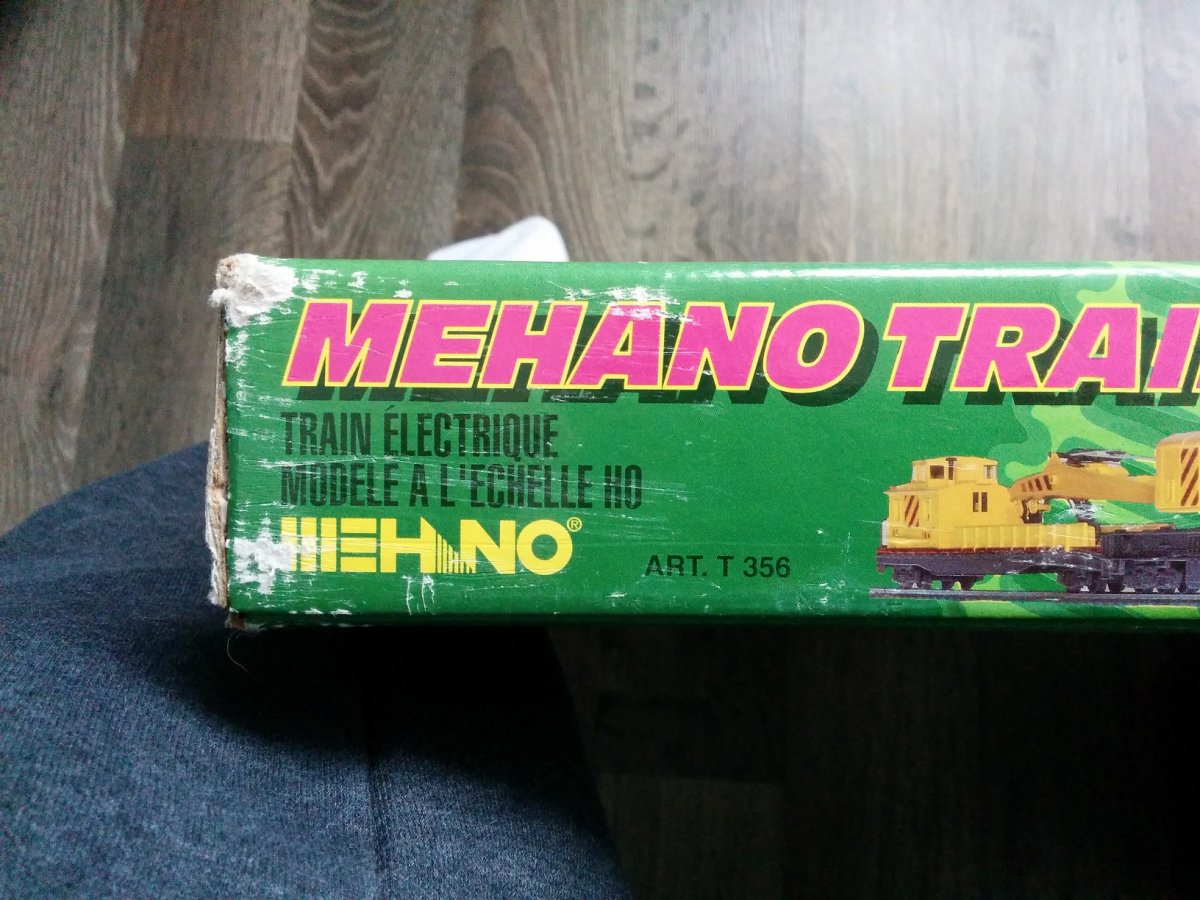 MEHANO TRAI
TRAIN ÉLECTRIQUE
MODELE A L'ECHELLE HO
MEHANO®
ART. T 356